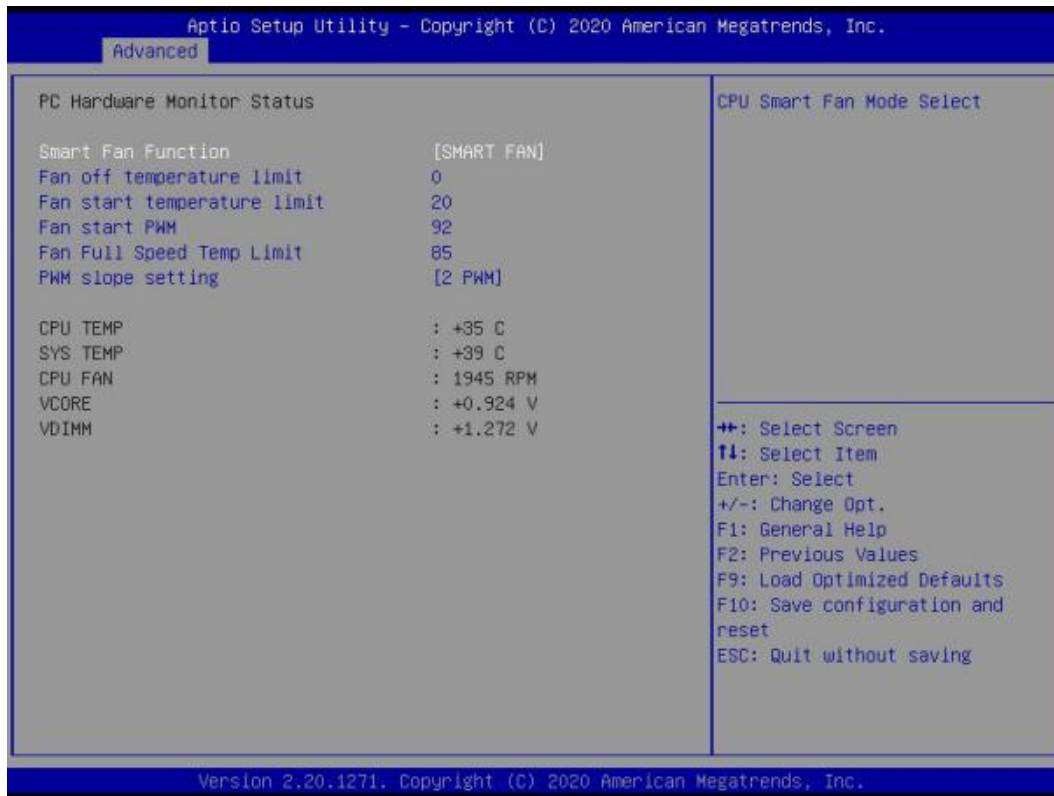 Aptio Setup Utility – Copyright (C) 2020 American Megatrends, Inc.
Advanced
PC Hardware Monitor Status
Smart Fan Function [SMART FAN]
Fan off temperature limit 0
Fan start temperature limit 20
Fan start PWM 92
Fan Full Speed Temp Limit 85
PWM slope setting [2 PWM]
CPU TEMP : +35 C
SYS TEMP : +39 C
CPU FAN : 1945 RPM
VCORE : +0.924 V
VDIMM : +1.272 V
CPU Smart Fan Mode Select
→←: Select Screen
↑↓: Select Item
Enter: Select
+/-: Change Opt.
F1: General Help
F2: Previous Values
F9: Load Optimized Defaults
F10: Save configuration and
reset
ESC: Quit without saving
Version 2.20.1271. Copyright (C) 2020 American Megatrends, Inc.